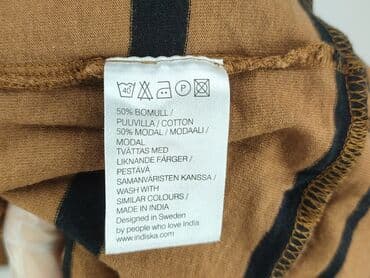 40 P
50% BOMULL /
PUUVILLA / COTTON
50% MODAL / MODAALI /
MODAL
TVÄTTAS MED
LIKNANDE FÄRGER /
PESTAVÄ
SAMANVÄRISTEN KANSSA /
WASH WITH
SIMILAR COLOURS /
MADE IN INDIA
Designed in Sweden
by people who love India
www.indiska.com